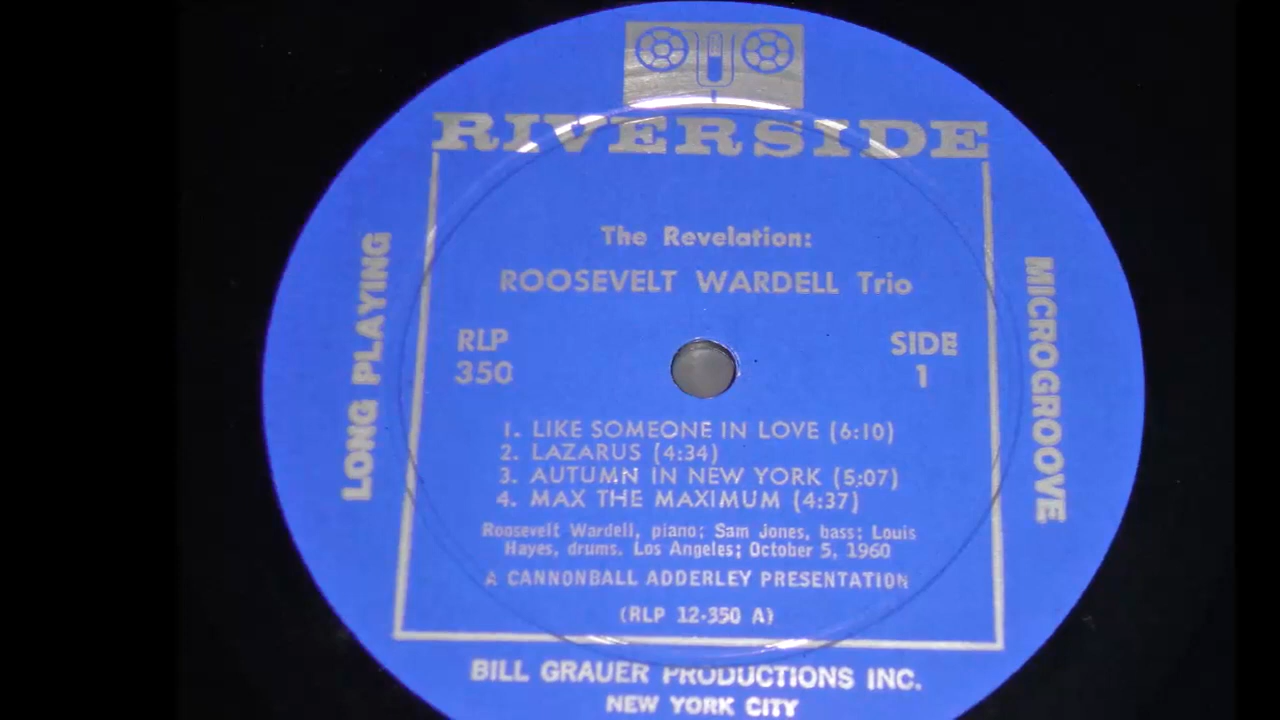 RIVERSIDE
LONG PLAYING
MICROGROOVE
The Revelation:
ROOSEVELT WARDELL Trio
RLP
350
SIDE
1
1. LIKE SOMEONE IN LOVE (6:10)
2. LAZARUS (4:34)
3. AUTUMN IN NEW YORK (5:07)
4. MAX THE MAXIMUM (4:37)
Roosevelt Wardell, piano; Sam Jones, bass; Louis
Hayes, drums. Los Angeles; October 5, 1960
A CANNONBALL ADDERLEY PRESENTATION
(RLP 12-350 A)
BILL GRAUER PRODUCTIONS INC.
NEW YORK CITY